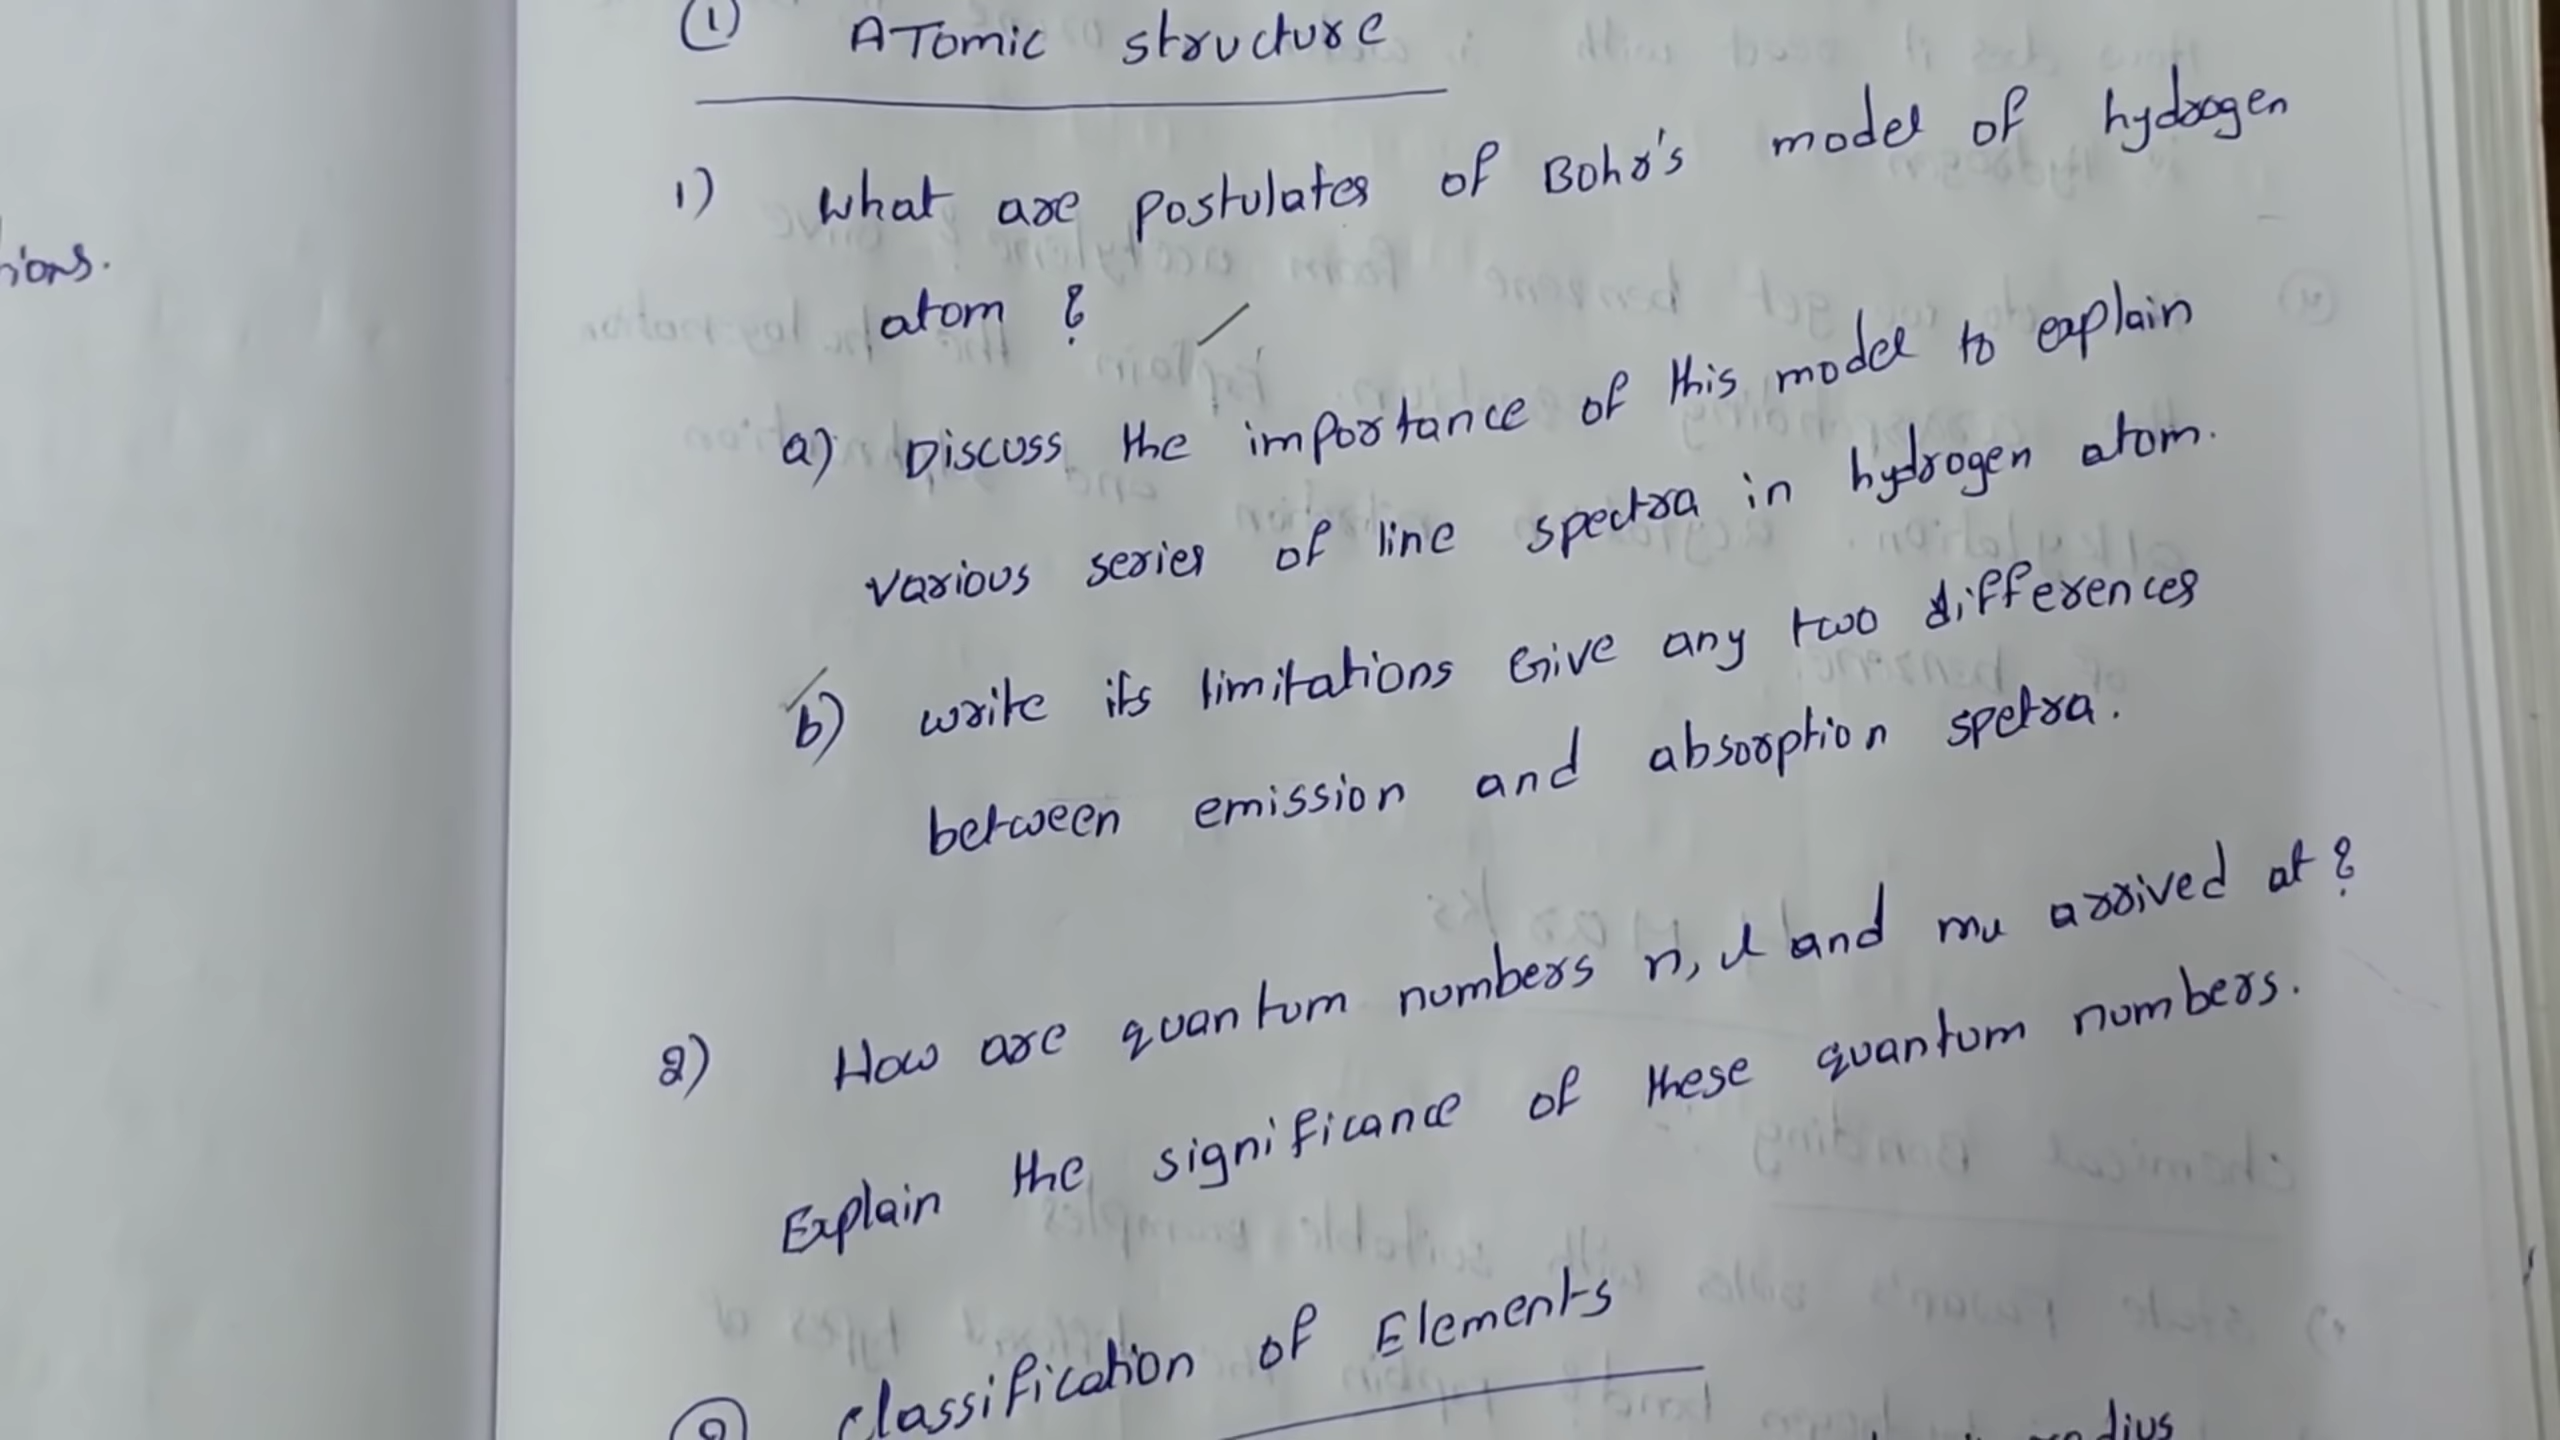 ions.
① ATomic structure
1) what are postulates of Bohr's model of hydrogen
atom ?
a) Discuss the importance of this model to explain
various series of line spectra in hydrogen atom.
b) write its limitations Give any two differences
between emission and absorption spetra.
2) How are quantum numbers n, l and ml arrived at ?
Explain the significance of these quantum numbers.
Classification of Elements